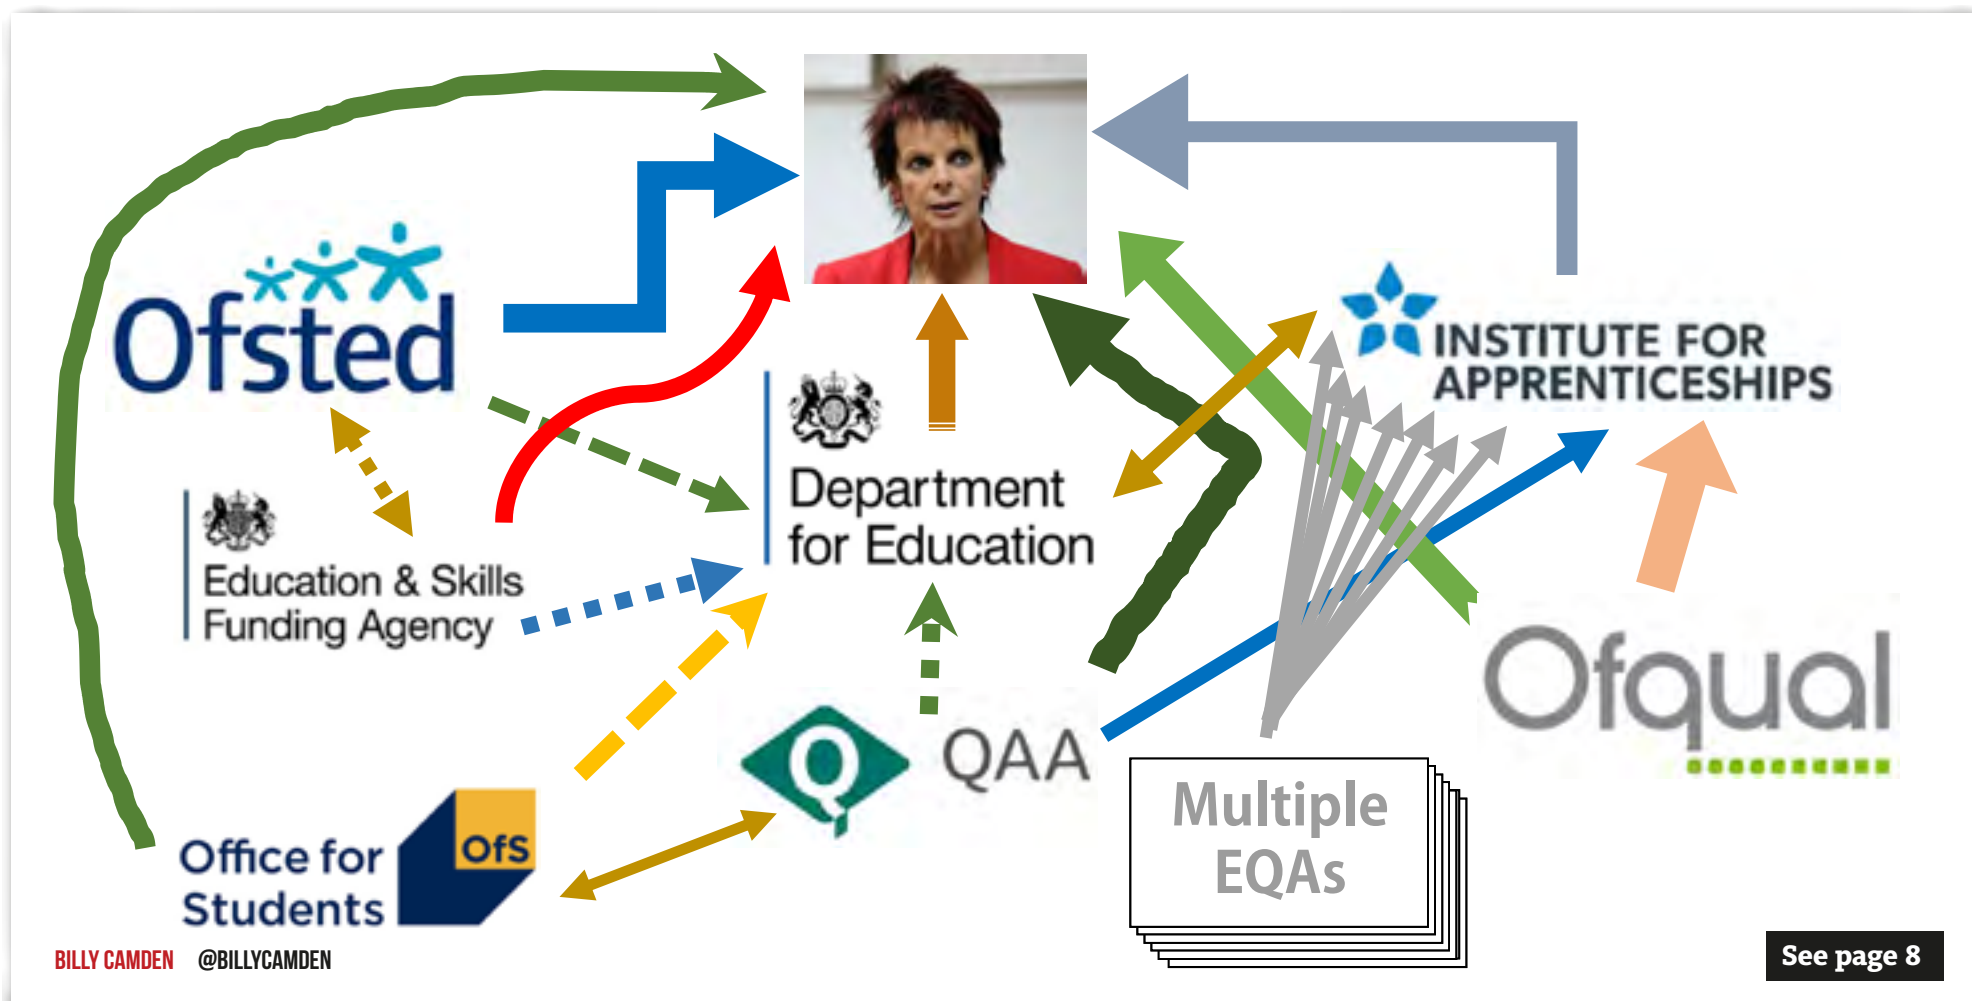 Ofsted
INSTITUTE FOR
APPRENTICESHIPS
Department
for Education
Education & Skills
Funding Agency
Ofqual
Q QAA
Multiple
EQAs
Office for
Students
OfS
BILLY CAMDEN @BILLYCAMDEN
See page 8